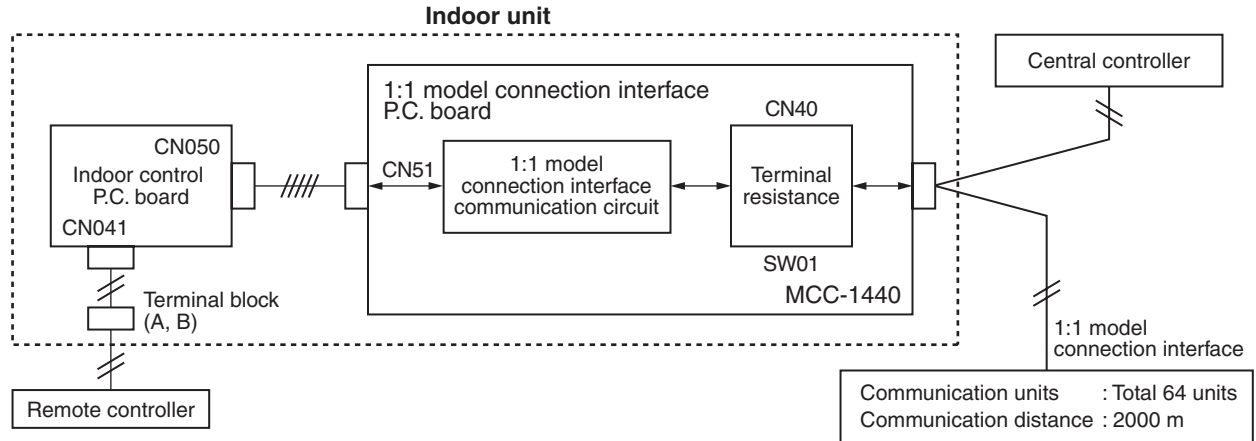 Indoor unit
Central controller
1:1 model connection interface
P.C. board
CN050
Indoor control
P.C. board
CN041
CN51
1:1 model
connection interface
communication circuit
CN40
Terminal
resistance
SW01
MCC-1440
Terminal block
(A, B)
Remote controller
1:1 model
connection interface
Communication units : Total 64 units
Communication distance : 2000 m